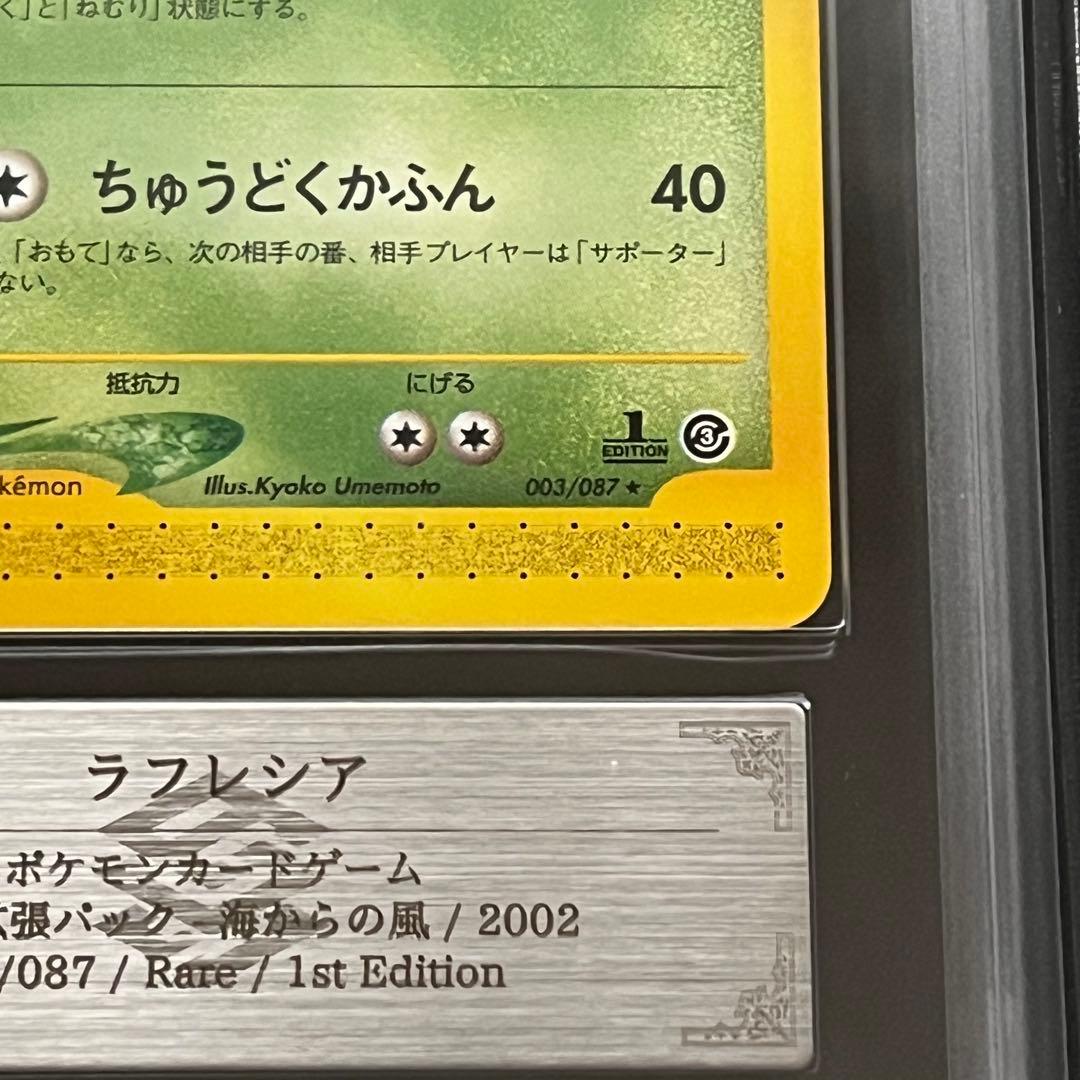 く」と「ねむり」状態にする。
ちゅうどくかふん 40
、「おもて」なら、次の相手の番、相手プレイヤーは「サポーター」
ない。
抵抗力 にげる
1 EDITION 3
kémon Illus.Kyoko Umemoto 003/087 ★
ラフレシア
ポケモンカードゲーム
張パック 海からの風 / 2002
/087 / Rare / 1st Edition